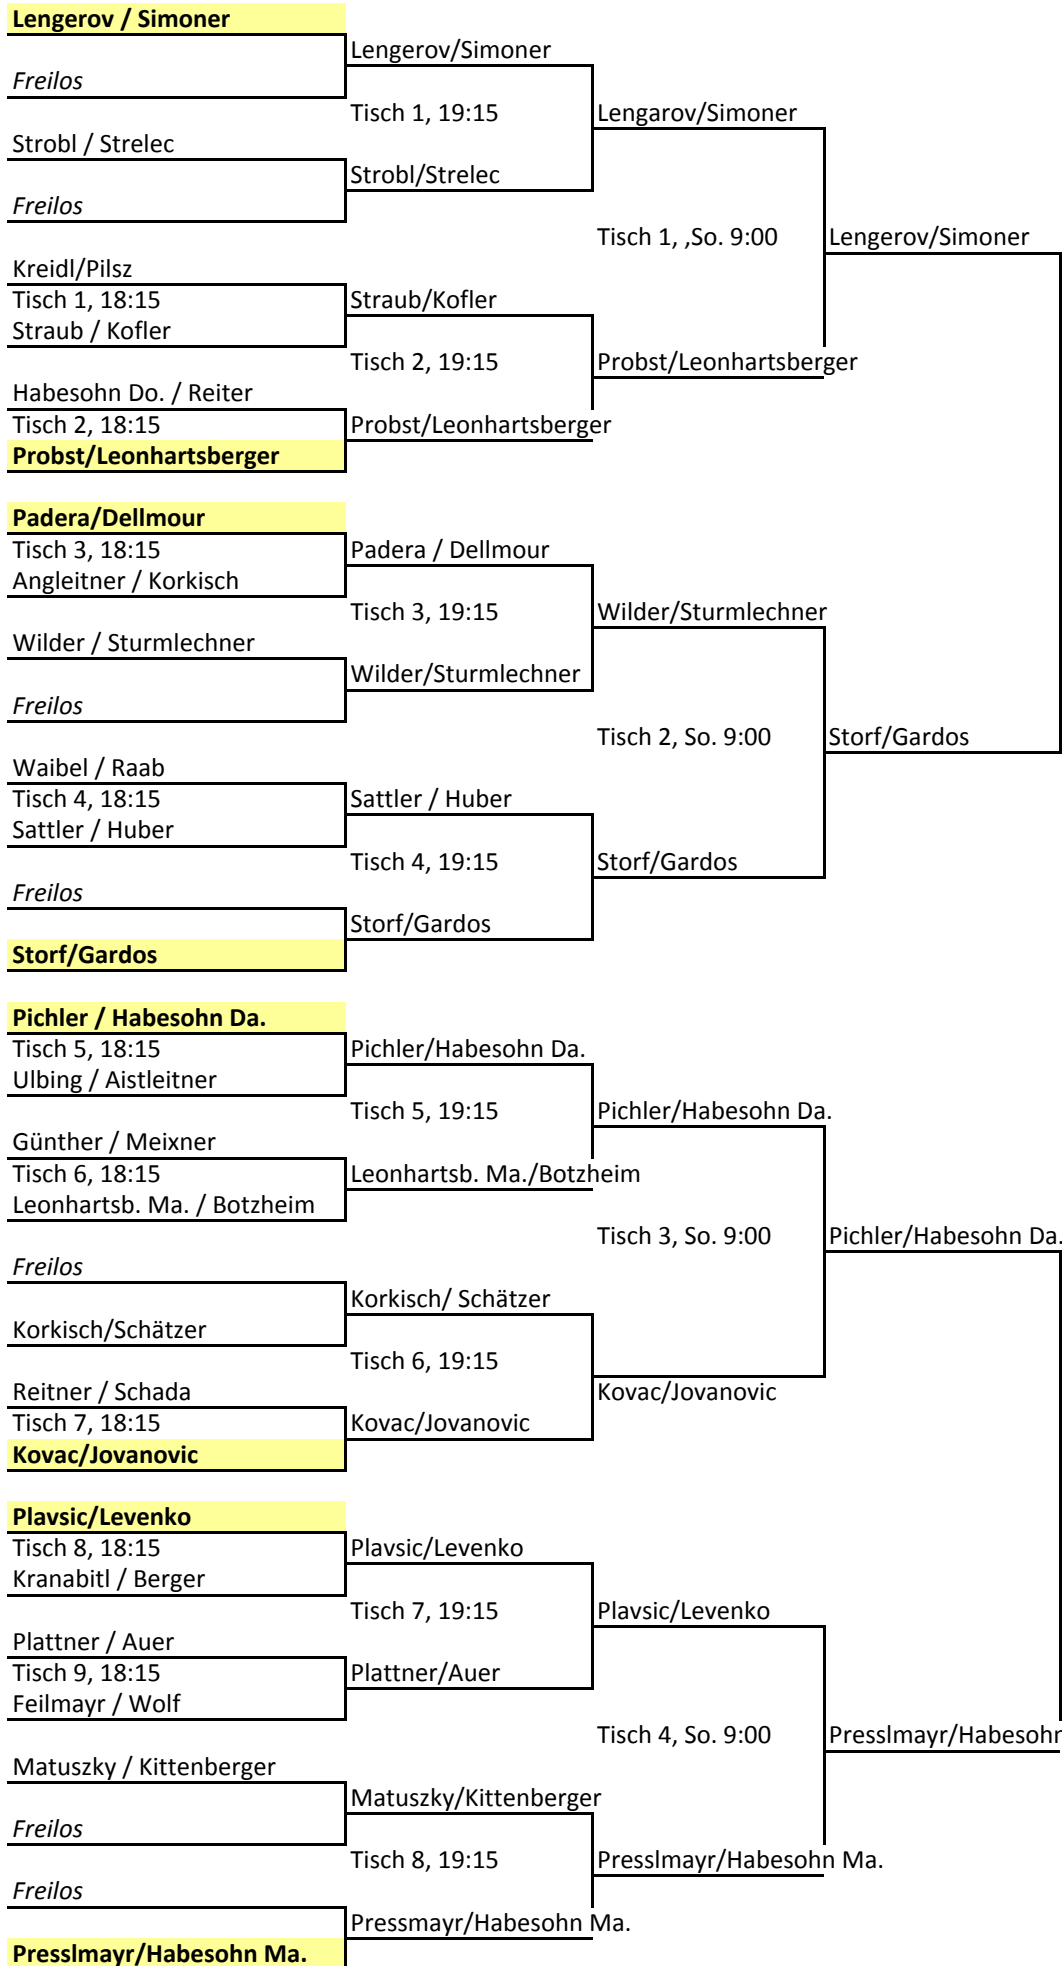 Lengerov / Simoner
Lengerov/Simoner
Freilos
Tisch 1, 19:15
Lengarov/Simoner
Strobl / Strelec
Strobl/Strelec
Freilos
Tisch 1, ,So. 9:00
Lengerov/Simoner
Kreidl/Pilsz
Tisch 1, 18:15
Straub/Kofler
Straub / Kofler
Tisch 2, 19:15
Probst/Leonhartsberger
Habesohn Do. / Reiter
Tisch 2, 18:15
Probst/Leonhartsberger
Probst/Leonhartsberger
Padera/Dellmour
Tisch 3, 18:15
Padera / Dellmour
Angleitner / Korkisch
Tisch 3, 19:15
Wilder/Sturmlechner
Wilder / Sturmlechner
Wilder/Sturmlechner
Freilos
Tisch 2, So. 9:00
Storf/Gardos
Waibel / Raab
Tisch 4, 18:15
Sattler / Huber
Sattler / Huber
Tisch 4, 19:15
Storf/Gardos
Freilos
Storf/Gardos
Storf/Gardos
Pichler / Habesohn Da.
Tisch 5, 18:15
Pichler/Habesohn Da.
Ulbing / Aistleitner
Tisch 5, 19:15
Pichler/Habesohn Da.
Günther / Meixner
Tisch 6, 18:15
Leonhartsb. Ma./Botzheim
Leonhartsb. Ma. / Botzheim
Tisch 3, So. 9:00
Pichler/Habesohn Da.
Freilos
Korkisch/ Schätzer
Korkisch/Schätzer
Tisch 6, 19:15
Reitner / Schada
Kovac/Jovanovic
Tisch 7, 18:15
Kovac/Jovanovic
Kovac/Jovanovic
Plavsic/Levenko
Tisch 8, 18:15
Plavsic/Levenko
Kranabitl / Berger
Tisch 7, 19:15
Plavsic/Levenko
Plattner / Auer
Tisch 9, 18:15
Plattner/Auer
Feilmayr / Wolf
Tisch 4, So. 9:00
Presslmayr/Habesohn
Matuszky / Kittenberger
Matuszky/Kittenberger
Freilos
Tisch 8, 19:15
Presslmayr/Habesohn Ma.
Freilos
Pressmayr/Habesohn Ma.
Presslmayr/Habesohn Ma.